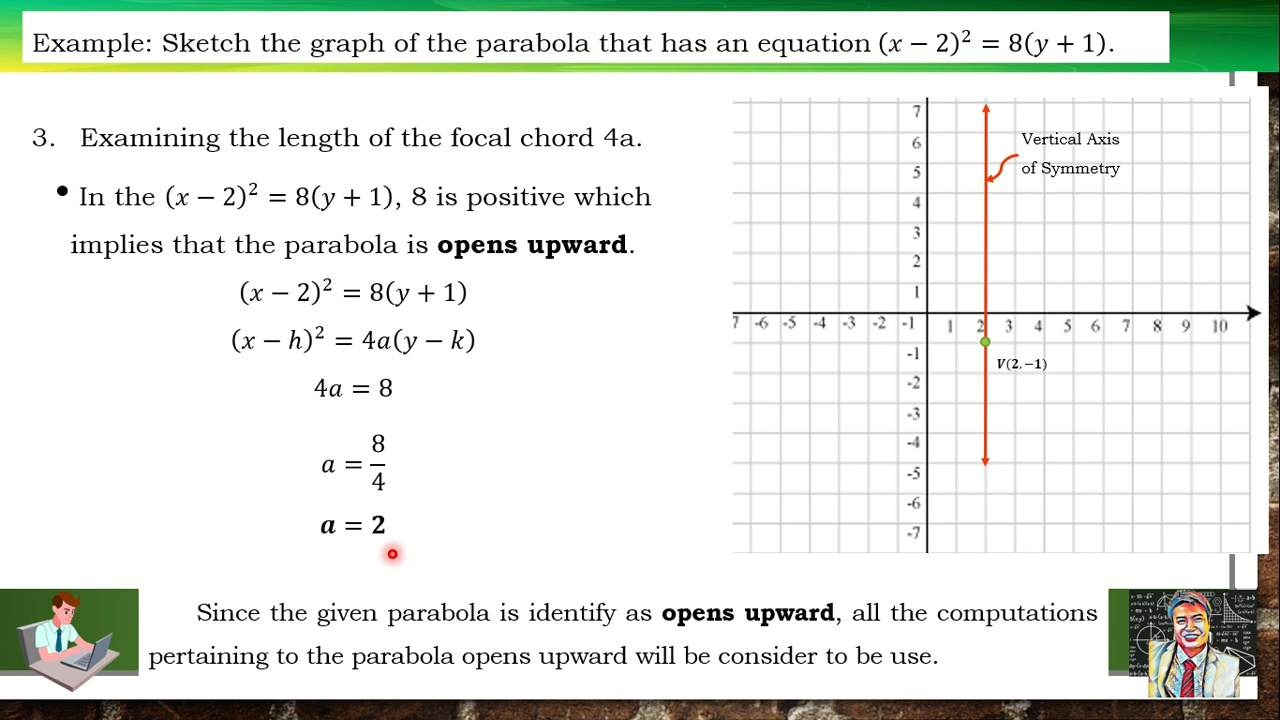 Example: Sketch the graph of the parabola that has an equation (x − 2)² = 8(y + 1).
3. Examining the length of the focal chord 4a.
• In the (x − 2)² = 8(y + 1), 8 is positive which
implies that the parabola is opens upward.
(x − 2)² = 8(y + 1)
(x − h)² = 4a(y − k)
4a = 8
a = 8/4
a = 2
Vertical Axis
of Symmetry
7
6
5
4
3
2
1
7 -6 -5 -4 -3 -2 -1 1 2 3 4 5 6 7 8 9 10
-1
V(2,−1)
-2
-3
-4
-5
-6
-7
Since the given parabola is identify as opens upward, all the computations
pertaining to the parabola opens upward will be consider to be use.